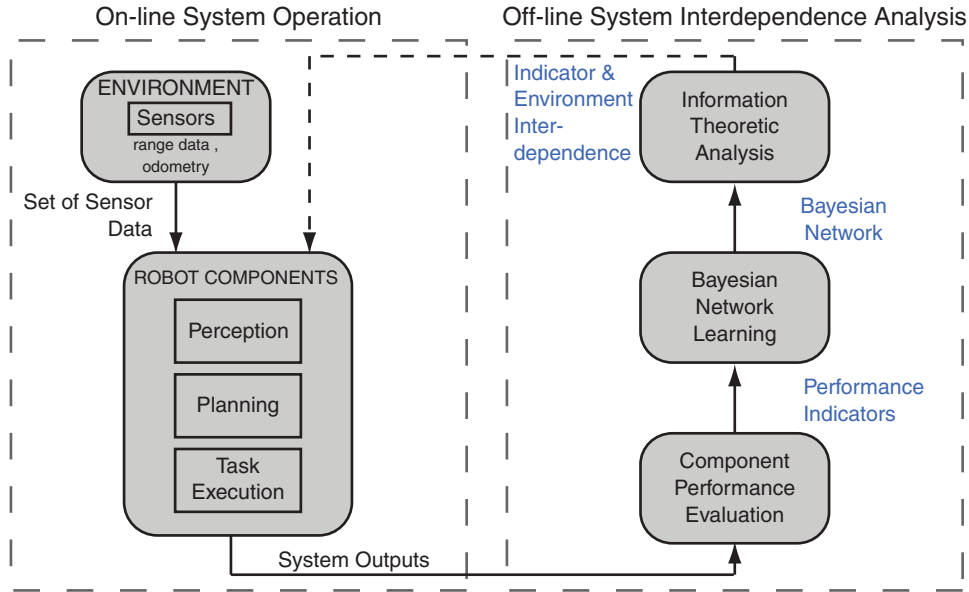 On-line System Operation
Off-line System Interdependence Analysis
ENVIRONMENT
Sensors
range data ,
odometry
Set of Sensor
Data
ROBOT COMPONENTS
Perception
Planning
Task
Execution
System Outputs
Indicator &
Environment
Inter-
dependence
Information
Theoretic
Analysis
Bayesian
Network
Bayesian
Network
Learning
Performance
Indicators
Component
Performance
Evaluation